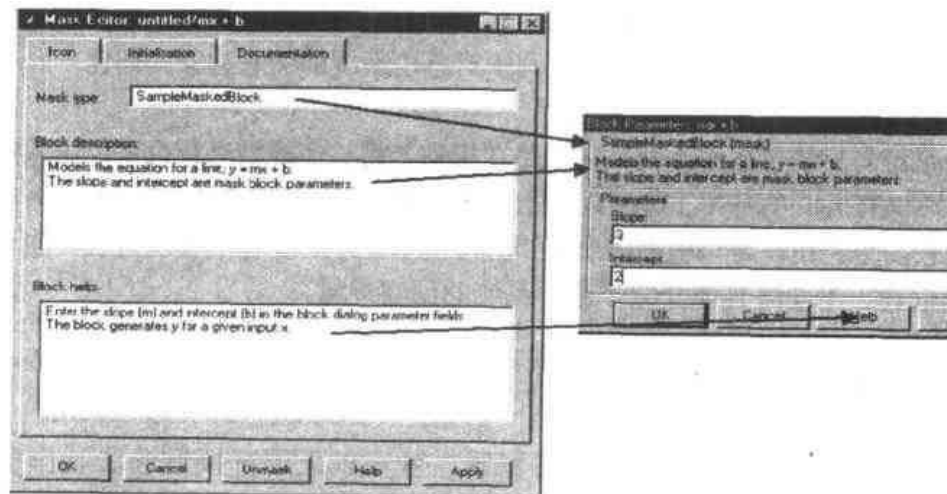 Mask Editor: untitled/mx + b
Icon
Initialization
Documentation
Mask type:
SampleMaskedBlock
Block description:
Models the equation for a line, y = mx + b.
The slope and intercept are mask block parameters.
Block help:
Enter the slope (m) and intercept (b) in the block dialog parameter fields
The block generates y for a given input x.
OK
Cancel
Unmask
Help
Apply
Block Parameters: mx + b
SampleMaskedBlock (mask)
Models the equation for a line, y = mx + b.
The slope and intercept are mask block parameters
Parameters
Slope:
Intercept:
2
OK
Cancel
Help